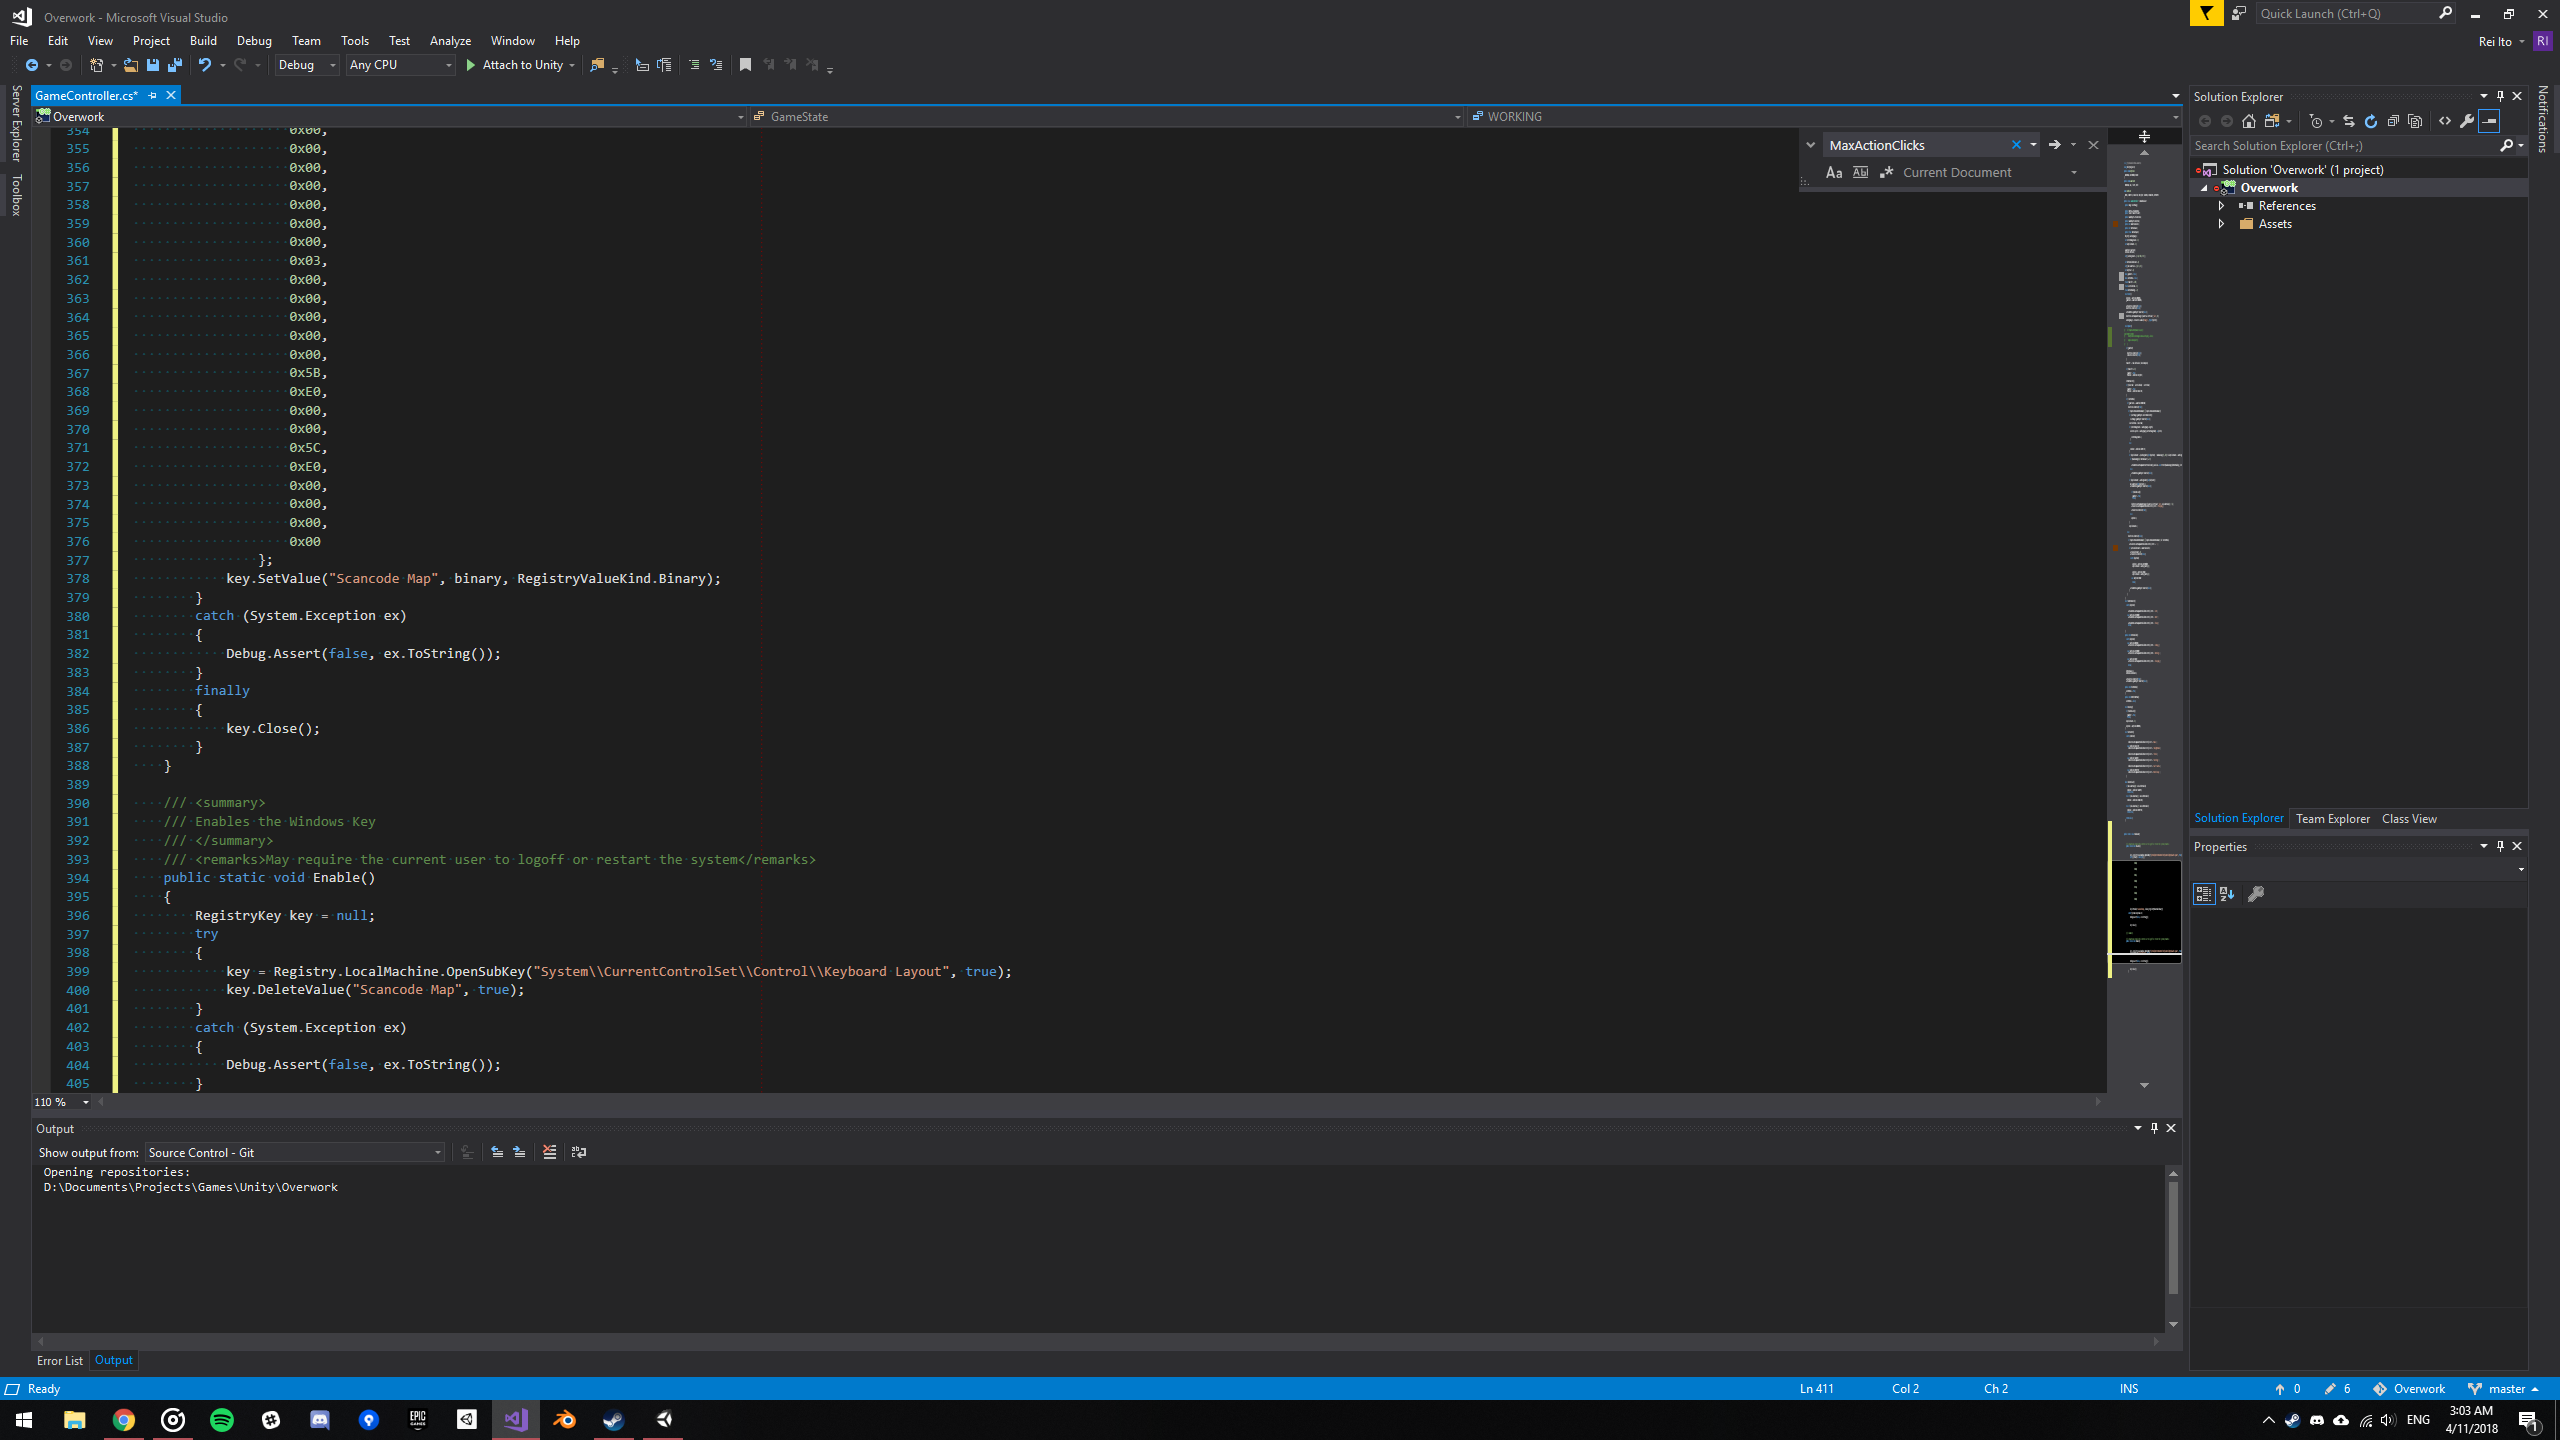 Overwork - Microsoft Visual Studio
Quick Launch (Ctrl+Q)
File Edit View Project Build Debug Team Tools Test Analyze Window Help
Rei Ito RI
Debug Any CPU Attach to Unity
Server Explorer
Toolbox
Notifications
GameController.cs*
Overwork GameState WORKING
MaxActionClicks
Aa Current Document
354 0x00,
355 0x00,
356 0x00,
357 0x00,
358 0x00,
359 0x00,
360 0x00,
361 0x03,
362 0x00,
363 0x00,
364 0x00,
365 0x00,
366 0x00,
367 0x5B,
368 0xE0,
369 0x00,
370 0x00,
371 0x5C,
372 0xE0,
373 0x00,
374 0x00,
375 0x00,
376 0x00
377 };
378 key.SetValue("Scancode Map", binary, RegistryValueKind.Binary);
379 }
380 catch (System.Exception ex)
381 {
382 Debug.Assert(false, ex.ToString());
383 }
384 finally
385 {
386 key.Close();
387 }
388 }
389
390 /// <summary>
391 /// Enables the Windows Key
392 /// </summary>
393 /// <remarks>May require the current user to logoff or restart the system</remarks>
394 public static void Enable()
395 {
396 RegistryKey key = null;
397 try
398 {
399 key = Registry.LocalMachine.OpenSubKey("System\\CurrentControlSet\\Control\\Keyboard Layout", true);
400 key.DeleteValue("Scancode Map", true);
401 }
402 catch (System.Exception ex)
403 {
404 Debug.Assert(false, ex.ToString());
405 }
110 %
Solution Explorer
Search Solution Explorer (Ctrl+;)
Solution 'Overwork' (1 project)
Overwork
References
Assets
Solution Explorer Team Explorer Class View
Properties
Output
Show output from: Source Control - Git
Opening repositories:
D:\Documents\Projects\Games\Unity\Overwork
Error List Output
Ready Ln 411 Col 2 Ch 2 INS 0 6 Overwork master
EPIC GAMES
ENG
3:03 AM
4/11/2018
1